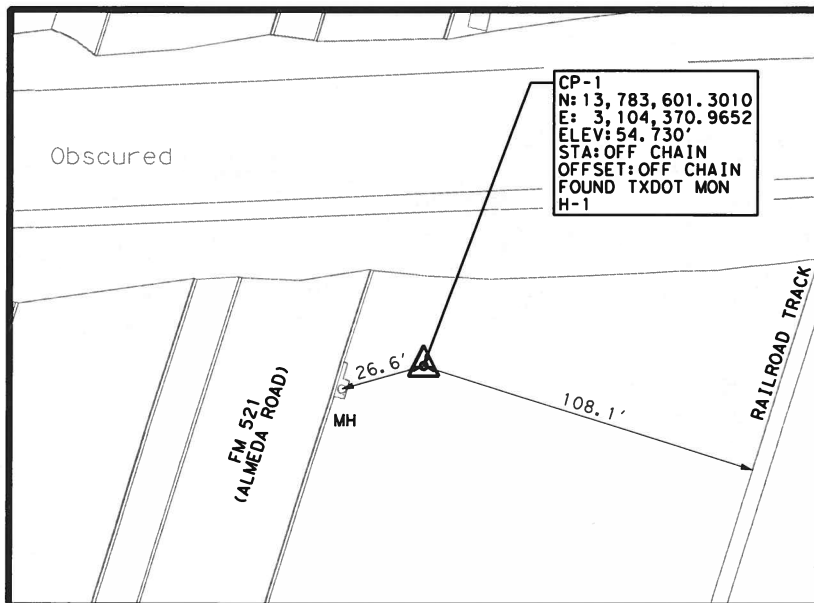 CP-1
N: 13,783,601.3010
E: 3,104,370.9652
ELEV: 54.730'
STA: OFF CHAIN
OFFSET: OFF CHAIN
FOUND TXDOT MON
H-1
Obscured
RAILROAD TRACK
26.6'
108.1'
MH
FM 521
(ALMEDA ROAD)